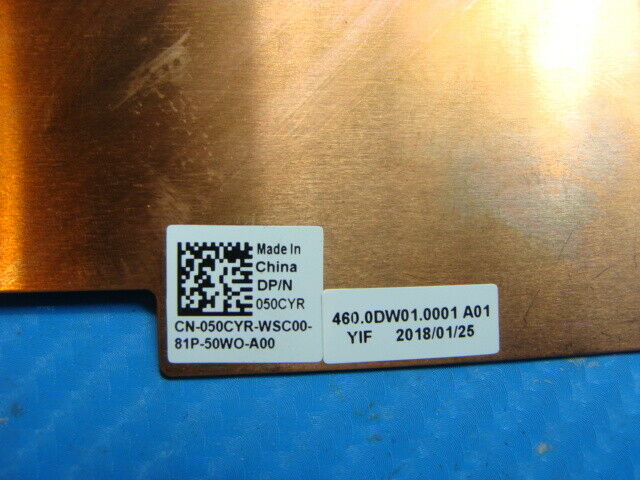 Made In
China
DP/N
050CYR
CN-050CYR-WSC00-
81P-50WO-A00
460.0DW01.0001 A01
YIF 2018/01/25